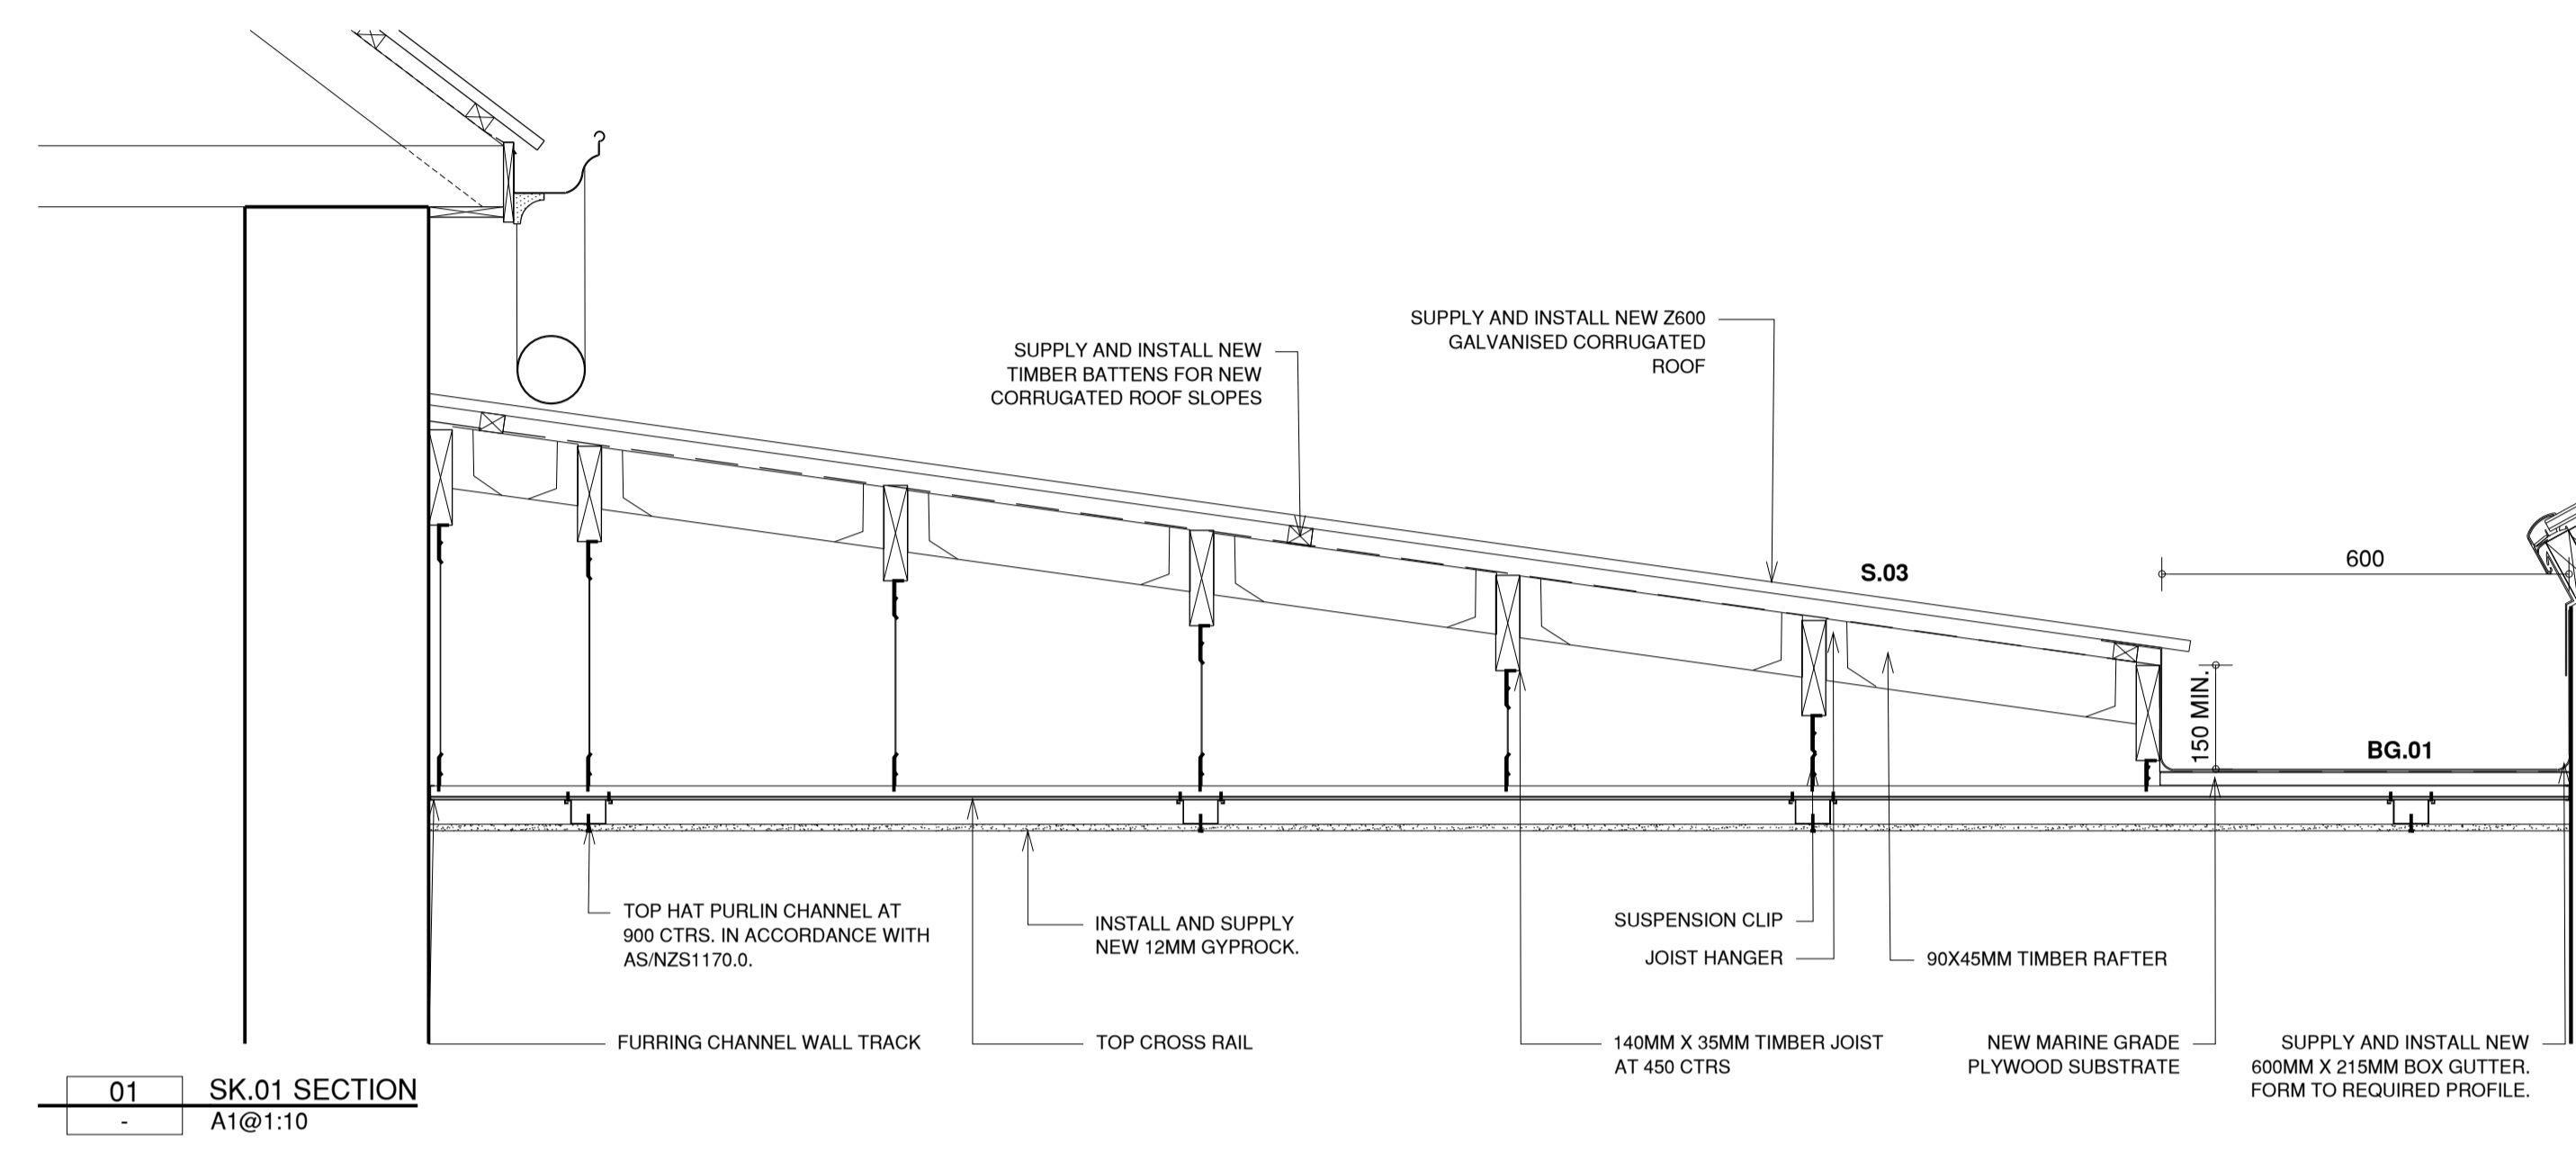 SUPPLY AND INSTALL NEW Z600
GALVANISED CORRUGATED
ROOF
SUPPLY AND INSTALL NEW
TIMBER BATTENS FOR NEW
CORRUGATED ROOF SLOPES
S.03
600
150 MIN.
BG.01
TOP HAT PURLIN CHANNEL AT
900 CTRS. IN ACCORDANCE WITH
AS/NZS1170.0.
INSTALL AND SUPPLY
NEW 12MM GYPROCK.
SUSPENSION CLIP
JOIST HANGER
90X45MM TIMBER RAFTER
FURRING CHANNEL WALL TRACK
TOP CROSS RAIL
140MM X 35MM TIMBER JOIST
AT 450 CTRS
NEW MARINE GRADE
PLYWOOD SUBSTRATE
SUPPLY AND INSTALL NEW
600MM X 215MM BOX GUTTER.
FORM TO REQUIRED PROFILE.
01
SK.01 SECTION
-
A1@1:10